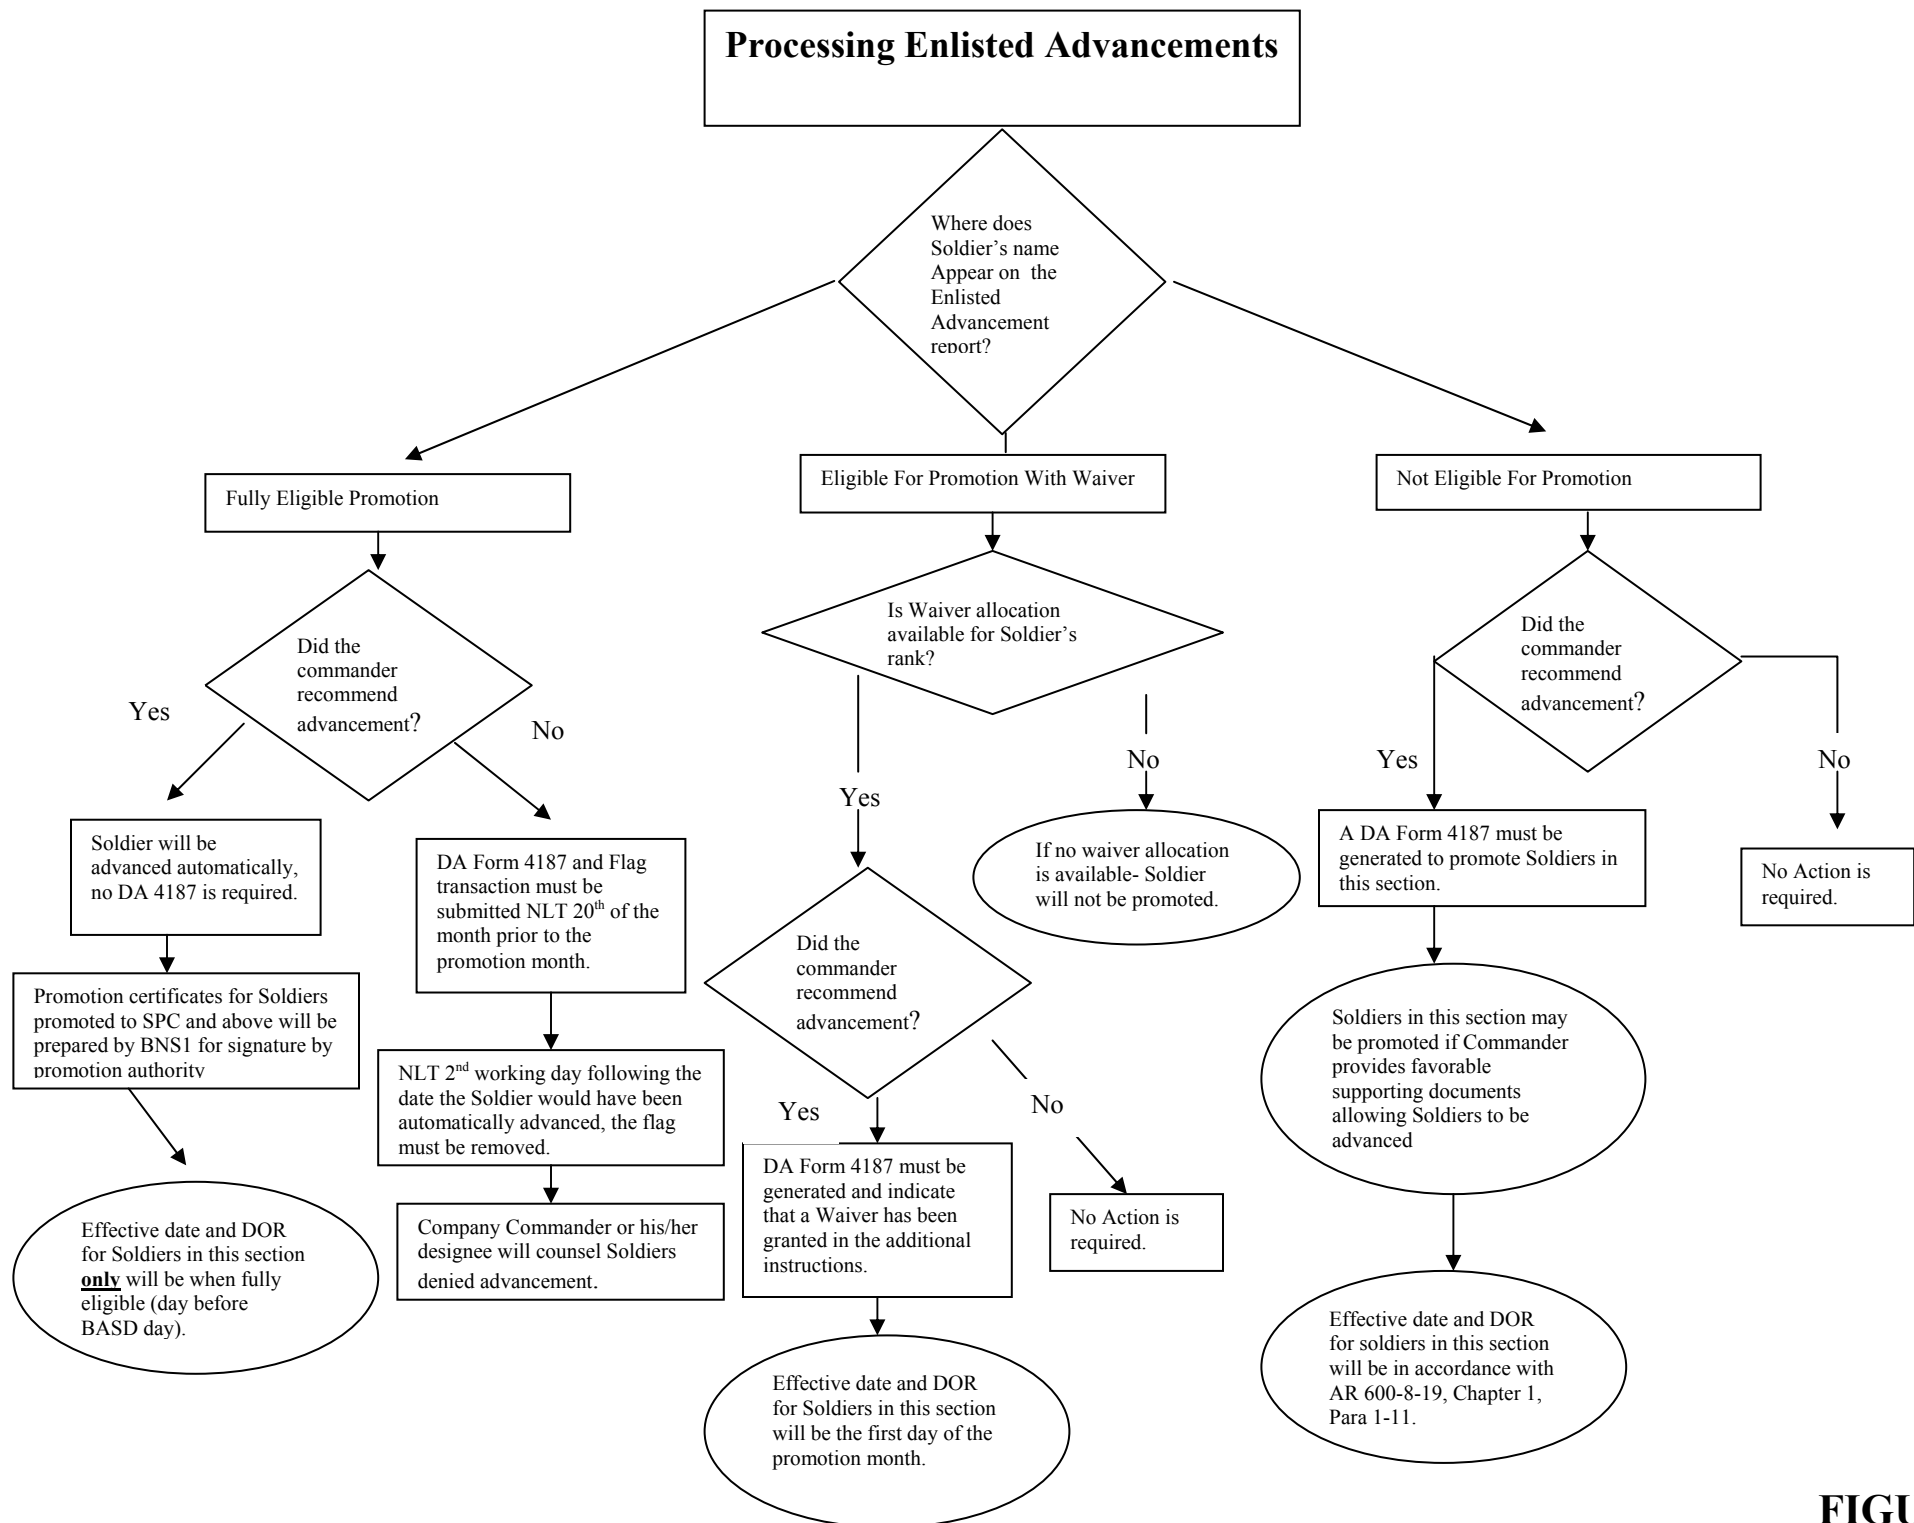 Processing Enlisted Advancements
Where does
Soldier’s name
Appear on the
Enlisted
Advancement
report?
Fully Eligible Promotion
Eligible For Promotion With Waiver
Not Eligible For Promotion
Did the
commander
recommend
advancement?
Yes
No
Is Waiver allocation
available for Soldier’s
rank?
Yes
No
Did the
commander
recommend
advancement?
Yes
No
Soldier will be
advanced automatically,
no DA 4187 is required.
DA Form 4187 and Flag
transaction must be
submitted NLT 20th of the
month prior to the
promotion month.
If no waiver allocation
is available- Soldier
will not be promoted.
A DA Form 4187 must be
generated to promote Soldiers in
this section.
No Action is
required.
Promotion certificates for Soldiers
promoted to SPC and above will be
prepared by BNS1 for signature by
promotion authority
NLT 2nd working day following the
date the Soldier would have been
automatically advanced, the flag
must be removed.
Did the
commander
recommend
advancement?
Yes
No
Soldiers in this section may
be promoted if Commander
provides favorable
supporting documents
allowing Soldiers to be
advanced
Effective date and DOR
for Soldiers in this section
only will be when fully
eligible (day before
BASD day).
Company Commander or his/her
designee will counsel Soldiers
denied advancement.
DA Form 4187 must be
generated and indicate
that a Waiver has been
granted in the additional
instructions.
No Action is
required.
Effective date and DOR
for soldiers in this section
will be in accordance with
AR 600-8-19, Chapter 1,
Para 1-11.
Effective date and DOR
for Soldiers in this section
will be the first day of the
promotion month.